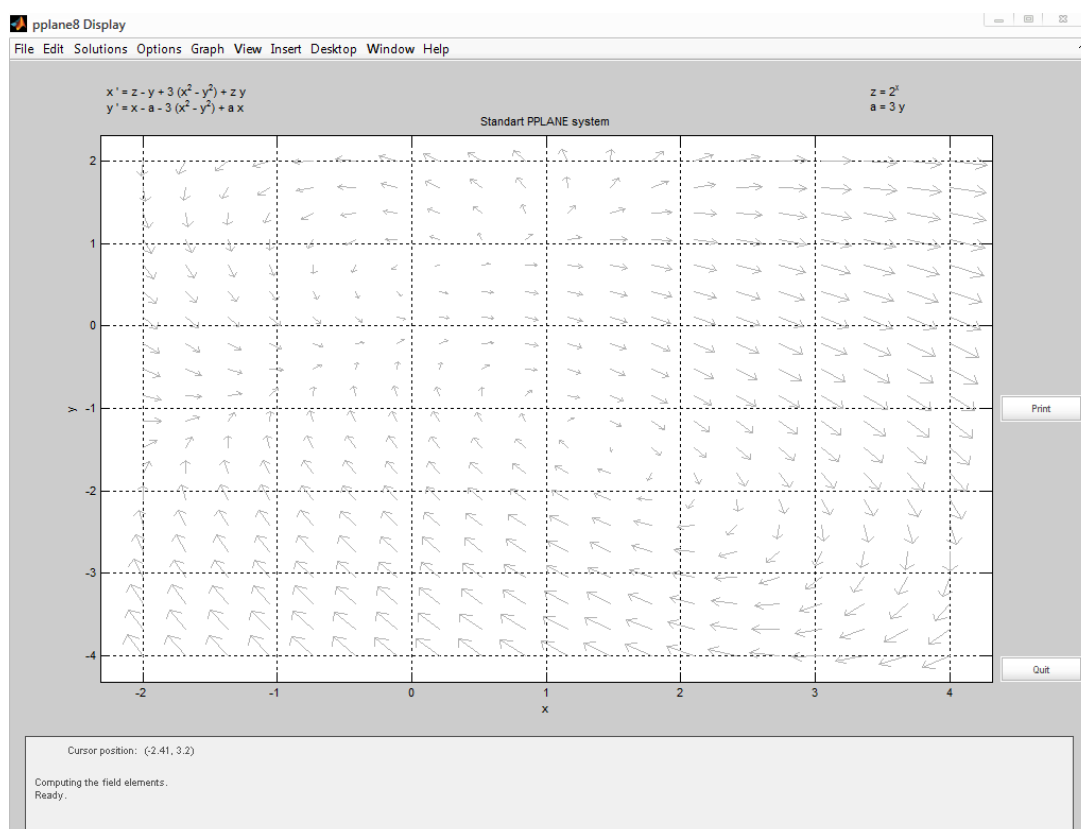 pplane8 Display
File Edit Solutions Options Graph View Insert Desktop Window Help
x ' = z - y + 3 (x² - y²) + z y
y ' = x - a - 3 (x² - y²) + a x
z = 2ˣ
a = 3 y
Standart PPLANE system
2
1
0
-1
-2
-3
-4
y
-2 -1 0 1 2 3 4
x
Print
Quit
Cursor position: (-2.41, 3.2)
Computing the field elements.
Ready.